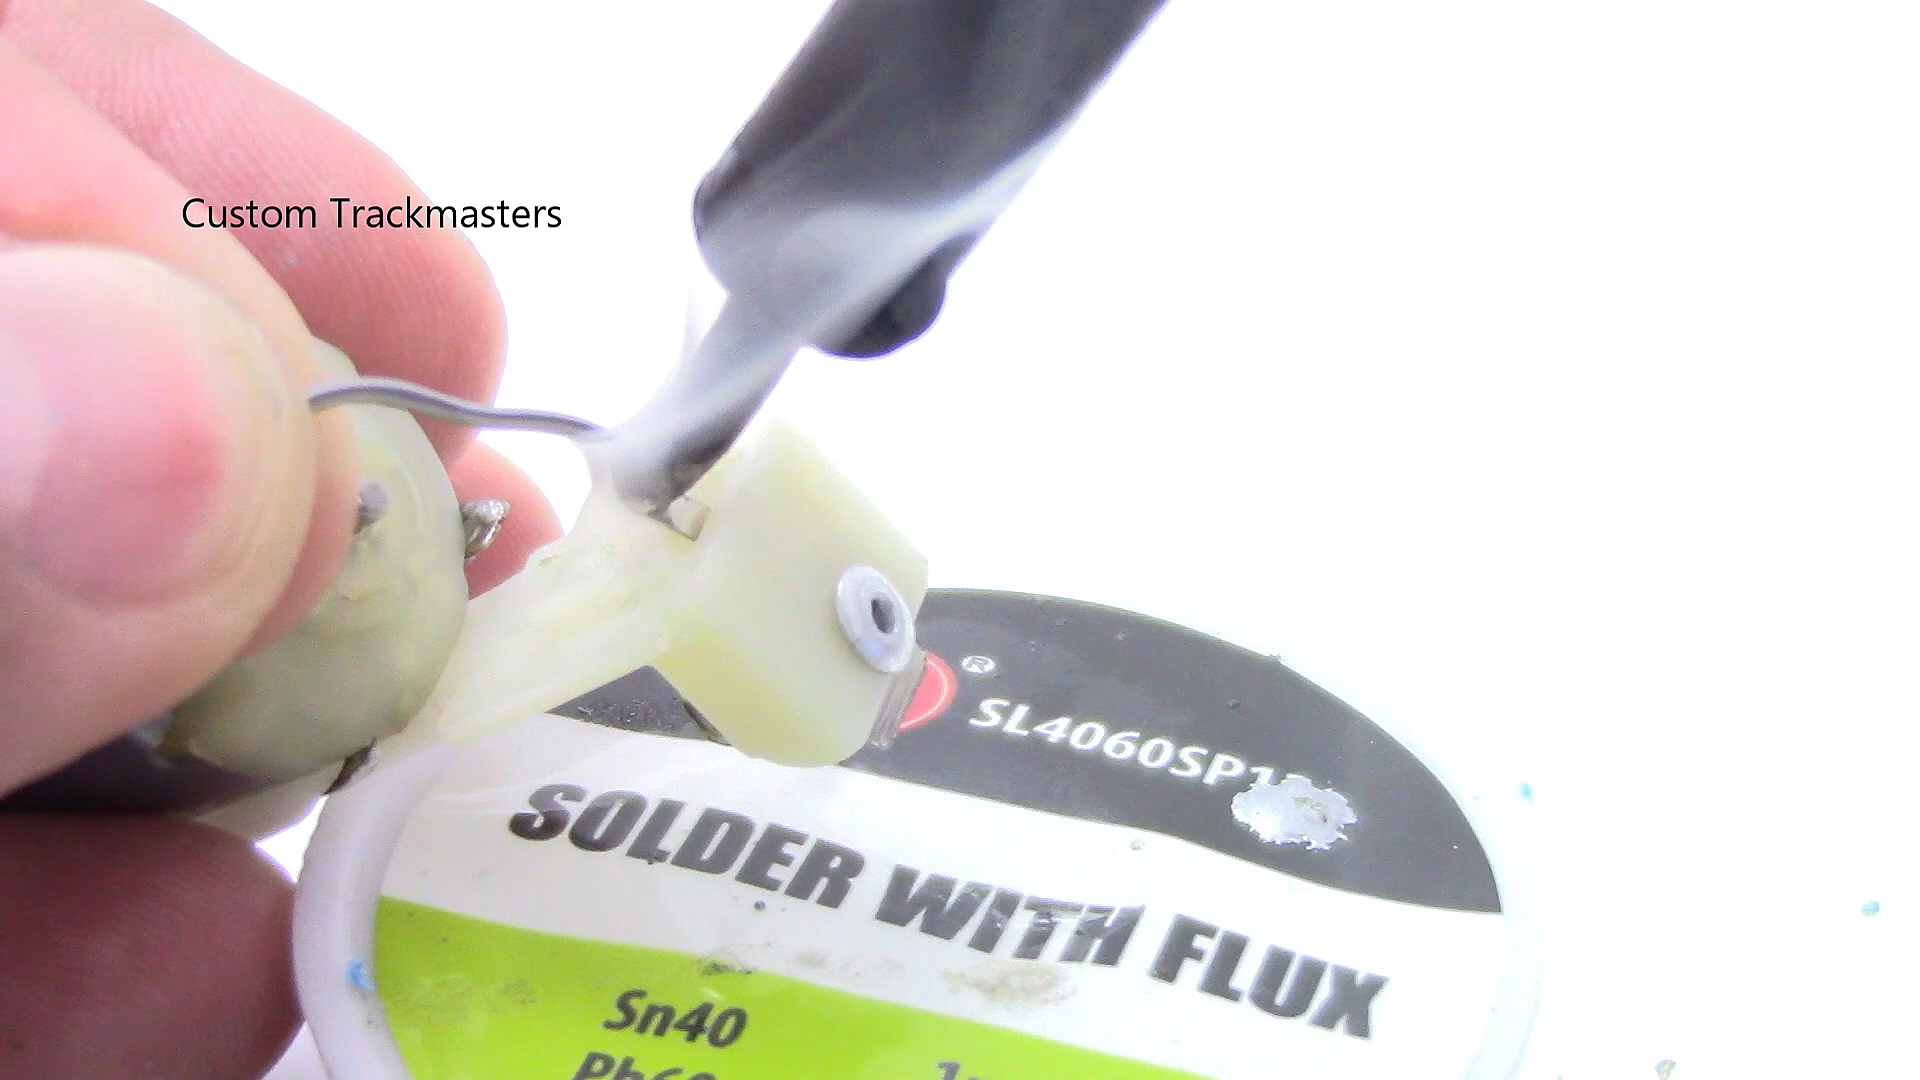 Custom Trackmasters
®
SL4060SP1
SOLDER WITH FLUX
Sn40